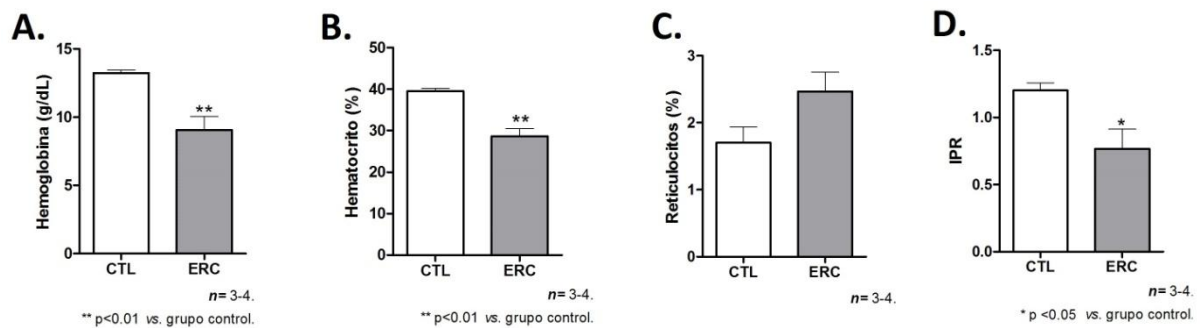 A.
Hemoglobina (g/dL)
15
10
5
0
**
CTL
ERC
n= 3-4.
** p<0.01 vs. grupo control.
B.
Hematocrito (%)
50
40
30
20
10
0
**
CTL
ERC
n= 3-4.
** p<0.01 vs. grupo control.
C.
Reticulocitos (%)
3
2
1
0
CTL
ERC
n= 3-4.
D.
IPR
1.5
1.0
0.5
0.0
*
CTL
ERC
n= 3-4.
* p <0.05 vs. grupo control.